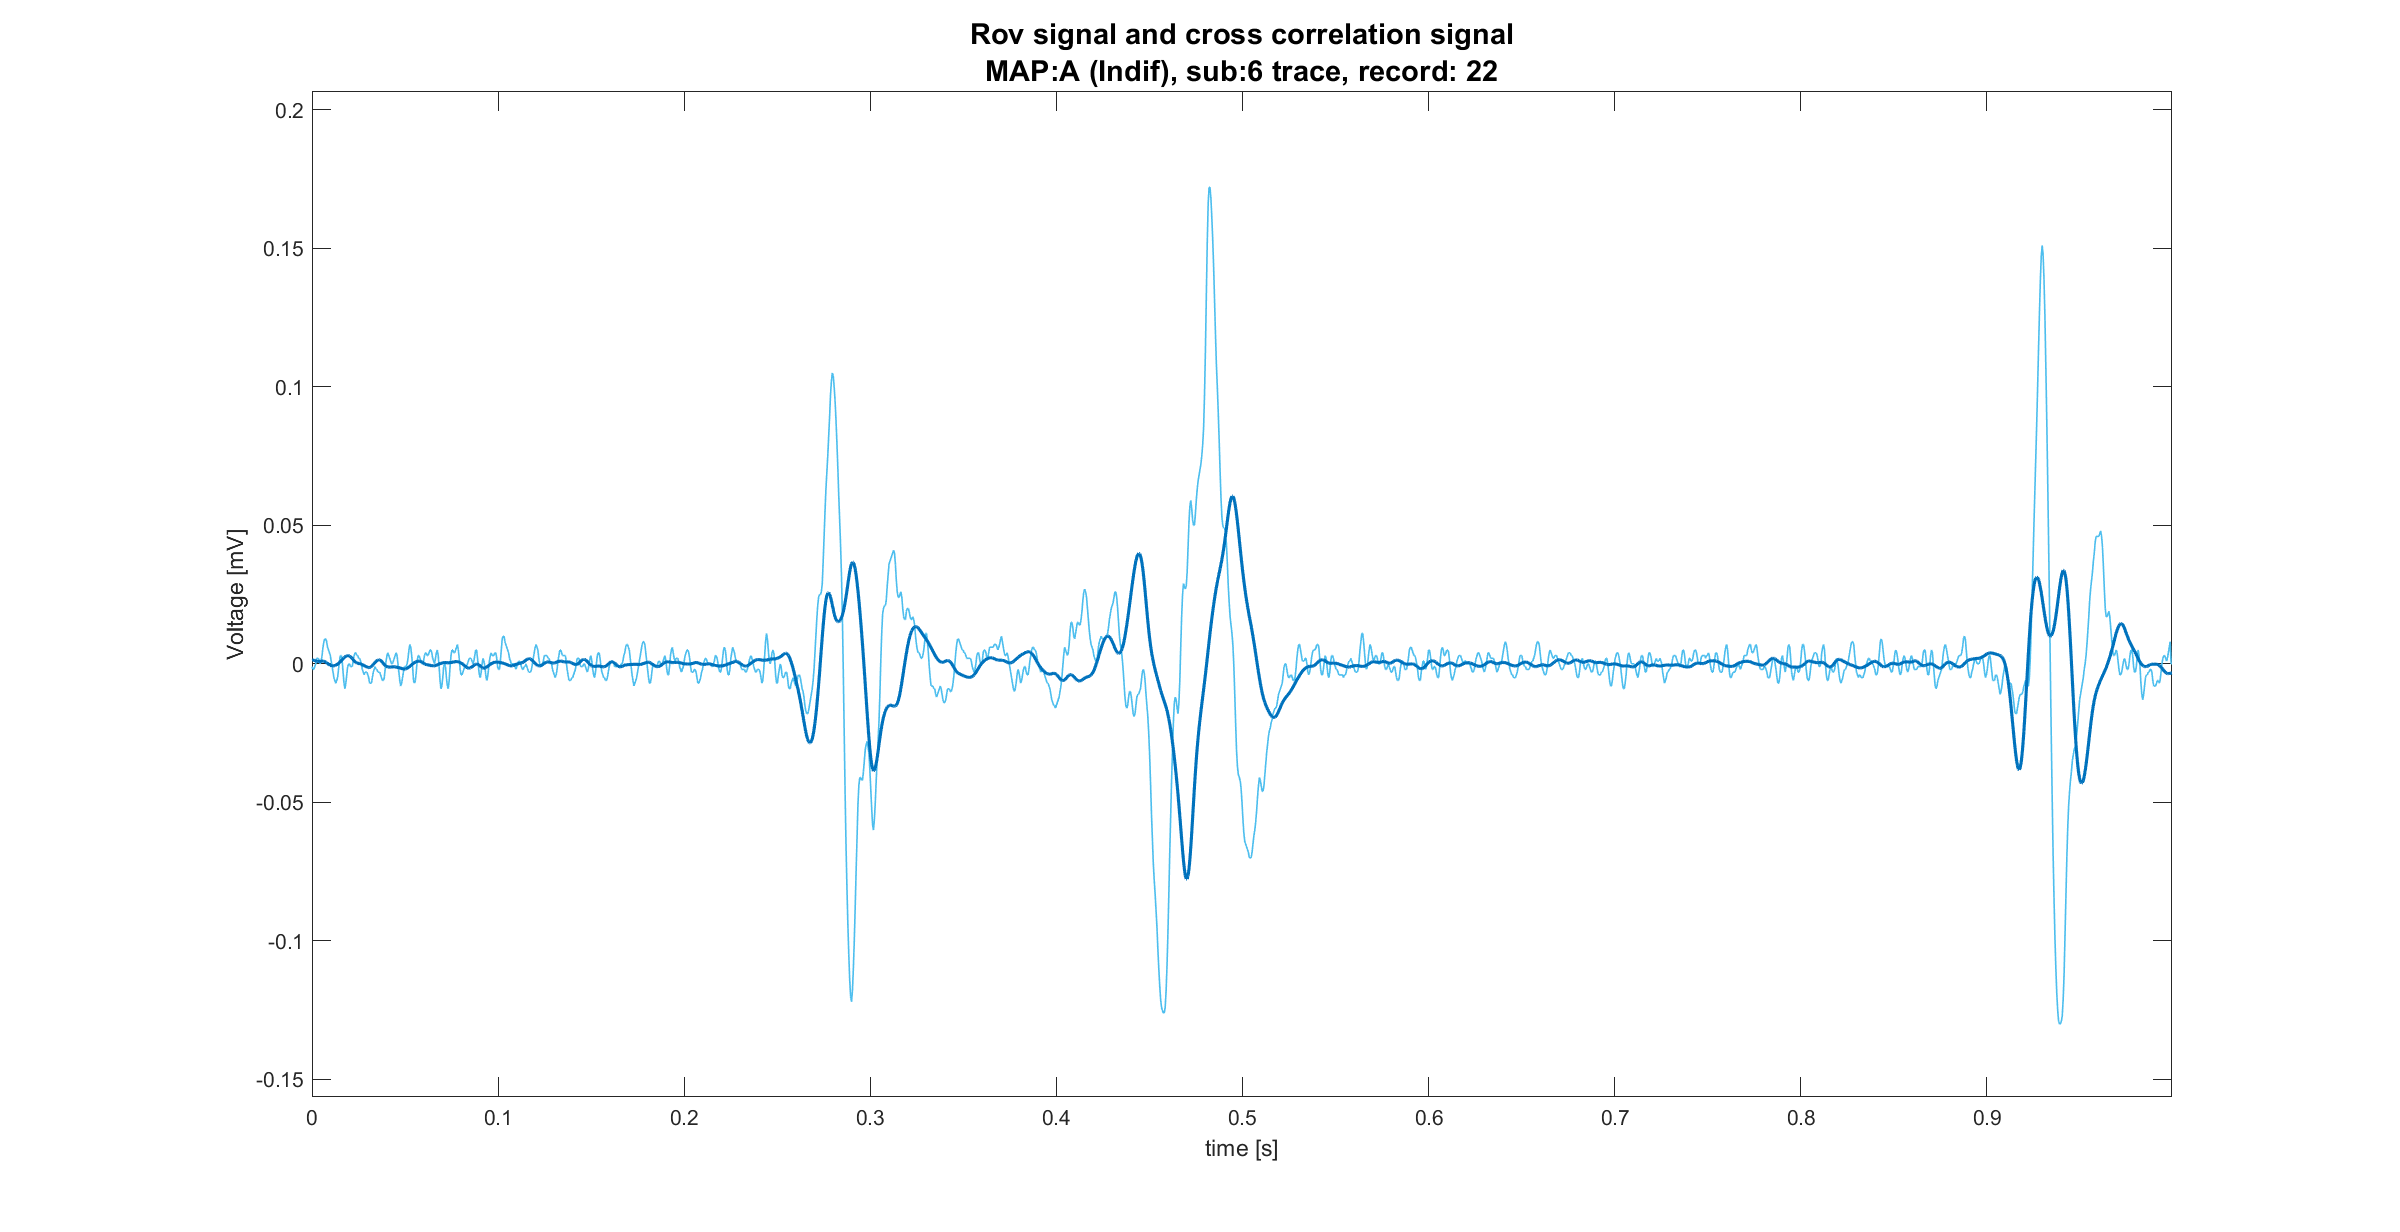 Rov signal and cross correlation signal
MAP:A (Indif), sub:6 trace, record: 22
0.2
0.15
0.1
0.05
0
-0.05
-0.1
-0.15
Voltage [mV]
0 0.1 0.2 0.3 0.4 0.5 0.6 0.7 0.8 0.9
time [s]